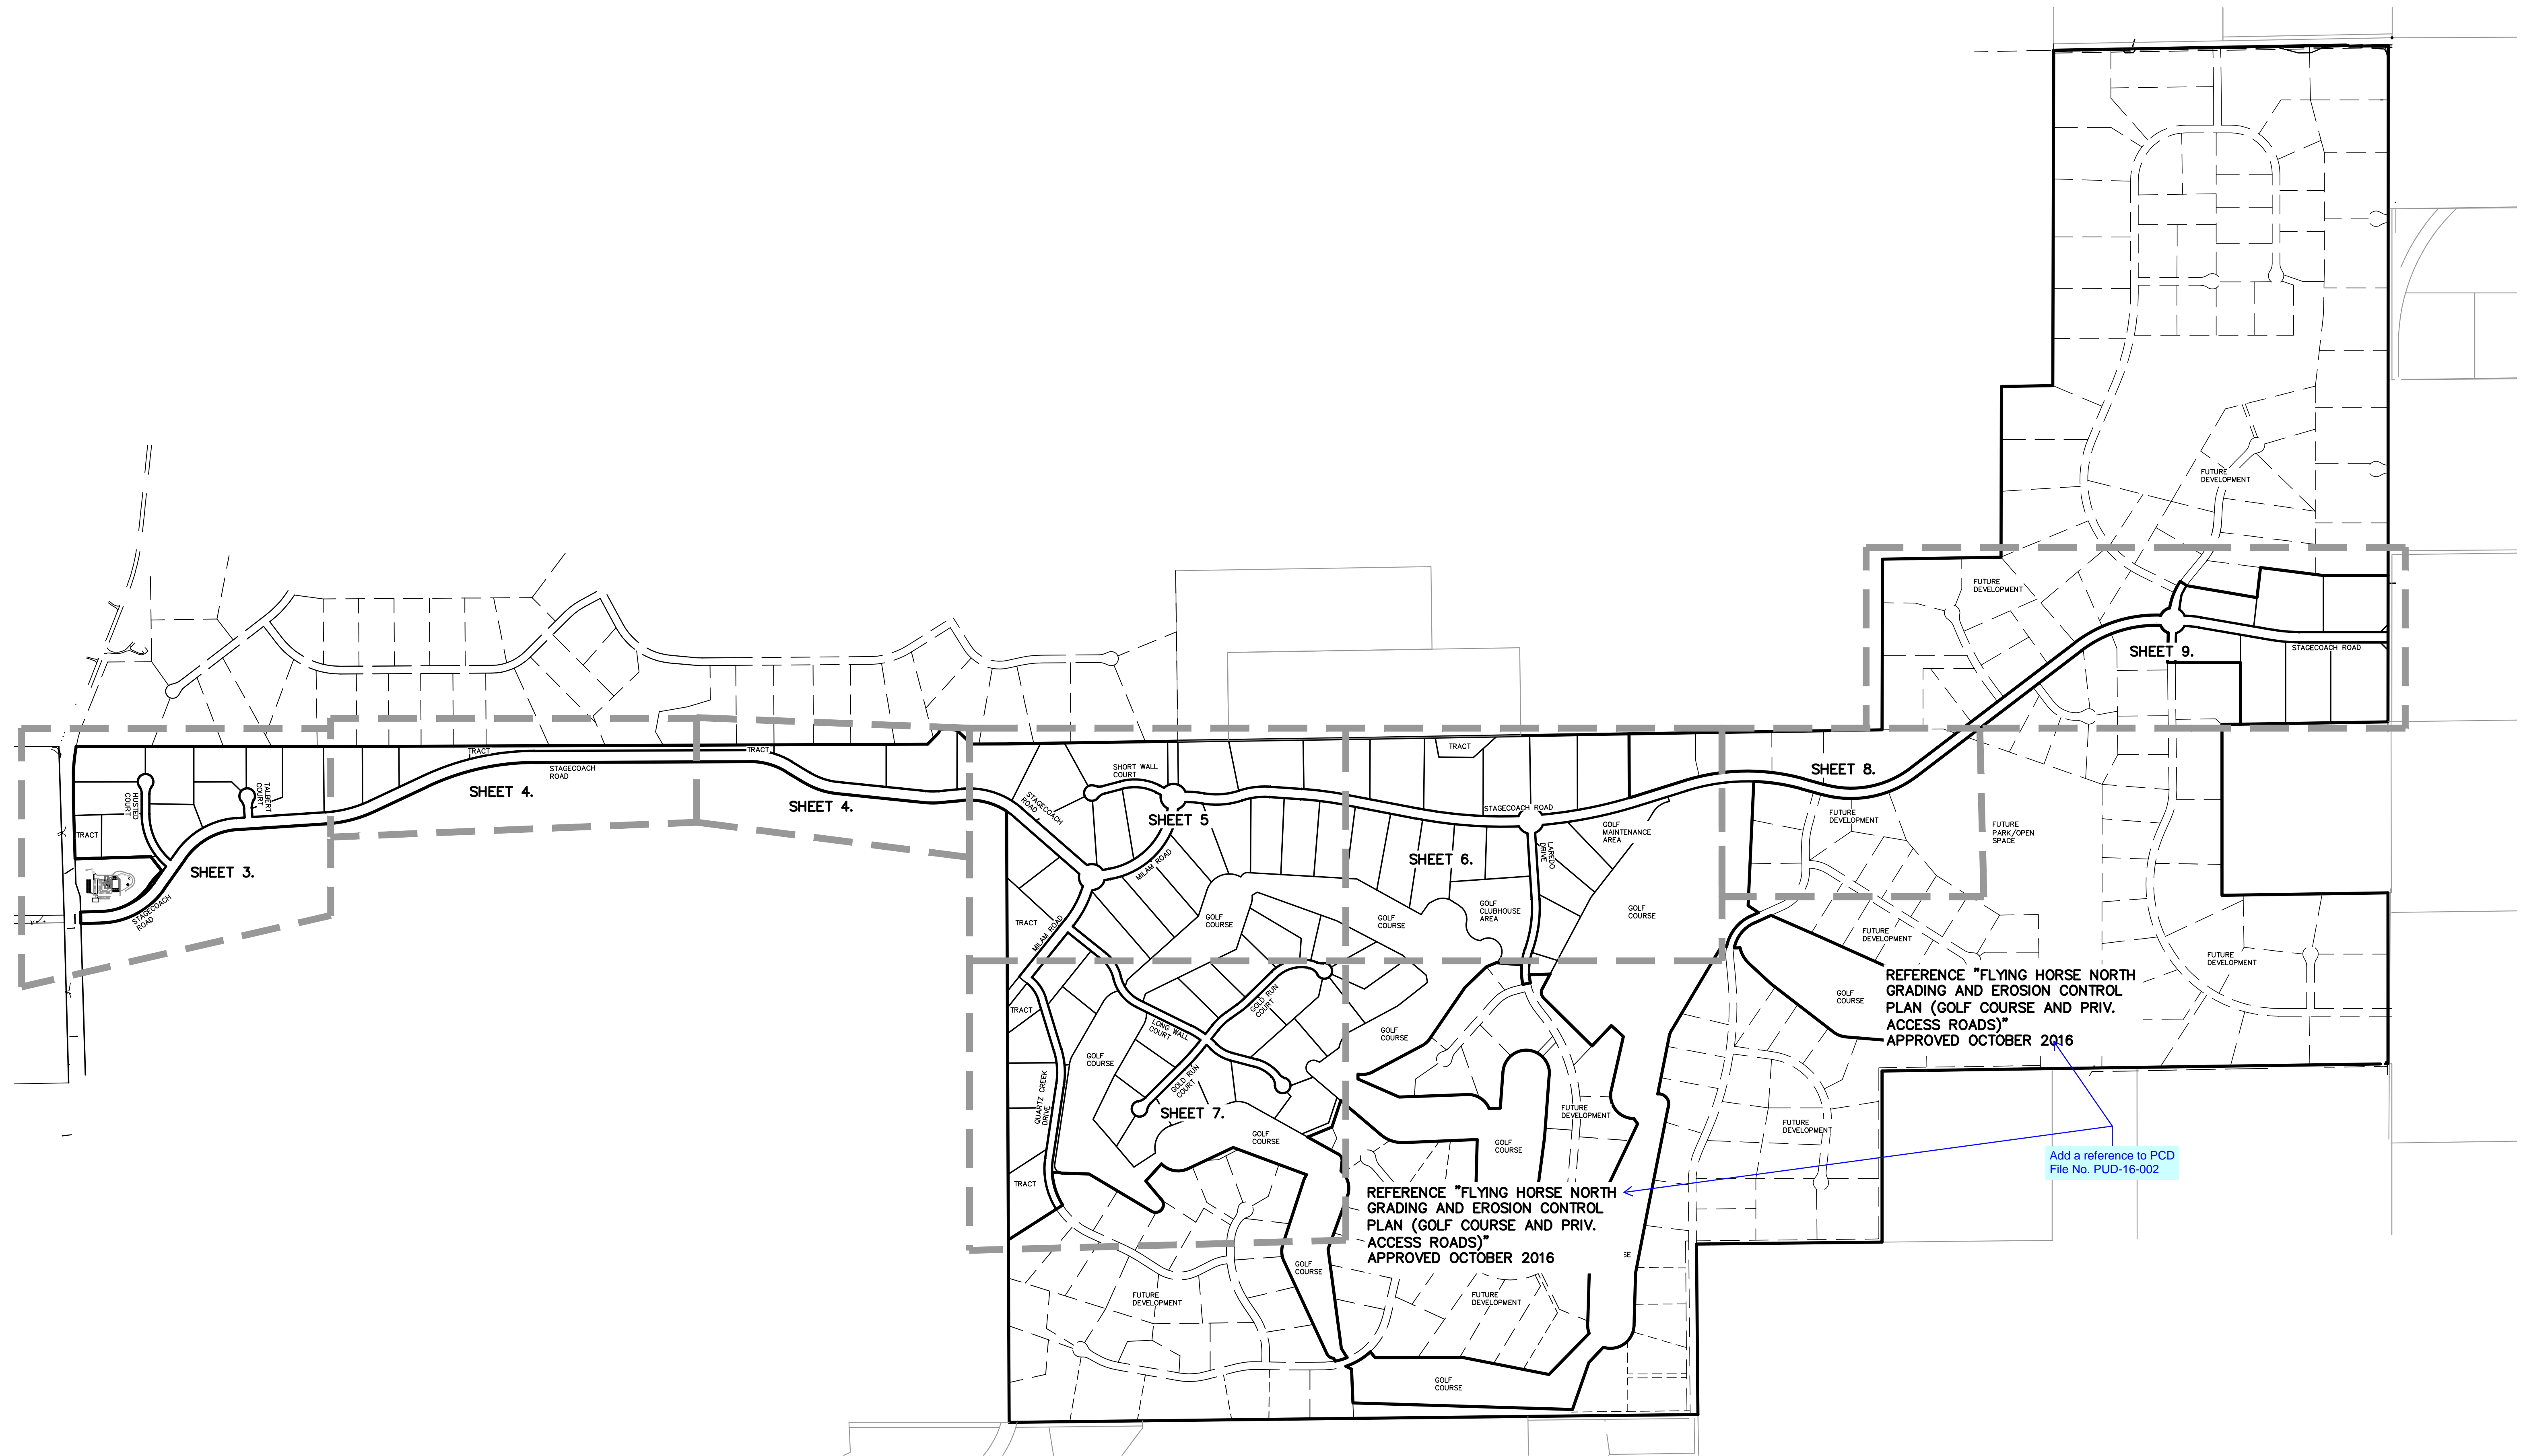 FUTURE
DEVELOPMENT
FUTURE
DEVELOPMENT
SHEET 9.
STAGECOACH ROAD
TRACT
STAGECOACH
ROAD
TRACT
SHEET 4.
SHEET 4.
HUSTED
COURT
TALBERT
COURT
TRACT
SHEET 3.
STAGECOACH
ROAD
SHORT WALL
COURT
STAGECOACH
ROAD
SHEET 5
MILAM ROAD
TRACT
STAGECOACH ROAD
SHEET 6.
LAREDO
DRIVE
GOLF
MAINTENANCE
AREA
SHEET 8.
FUTURE
DEVELOPMENT
FUTURE
PARK/OPEN
SPACE
TRACT
MILAM ROAD
GOLF
COURSE
GOLF
COURSE
GOLF
CLUBHOUSE
AREA
GOLF
COURSE
FUTURE
DEVELOPMENT
FUTURE
DEVELOPMENT
GOLF
COURSE
REFERENCE "FLYING HORSE NORTH
GRADING AND EROSION CONTROL
PLAN (GOLF COURSE AND PRIV.
ACCESS ROADS)"
APPROVED OCTOBER 2016
TRACT
GOLD RUN
COURT
LONG WALL
COURT
GOLF
COURSE
GOLF
COURSE
GOLD RUN
COURT
QUARTZ CREEK
DRIVE
SHEET 7.
GOLF
COURSE
GOLF
COURSE
FUTURE
DEVELOPMENT
FUTURE
DEVELOPMENT
Add a reference to PCD
File No. PUD-16-002
TRACT
REFERENCE "FLYING HORSE NORTH
GRADING AND EROSION CONTROL
PLAN (GOLF COURSE AND PRIV.
ACCESS ROADS)"
APPROVED OCTOBER 2016
SE
GOLF
COURSE
FUTURE
DEVELOPMENT
FUTURE
DEVELOPMENT
GOLF
COURSE